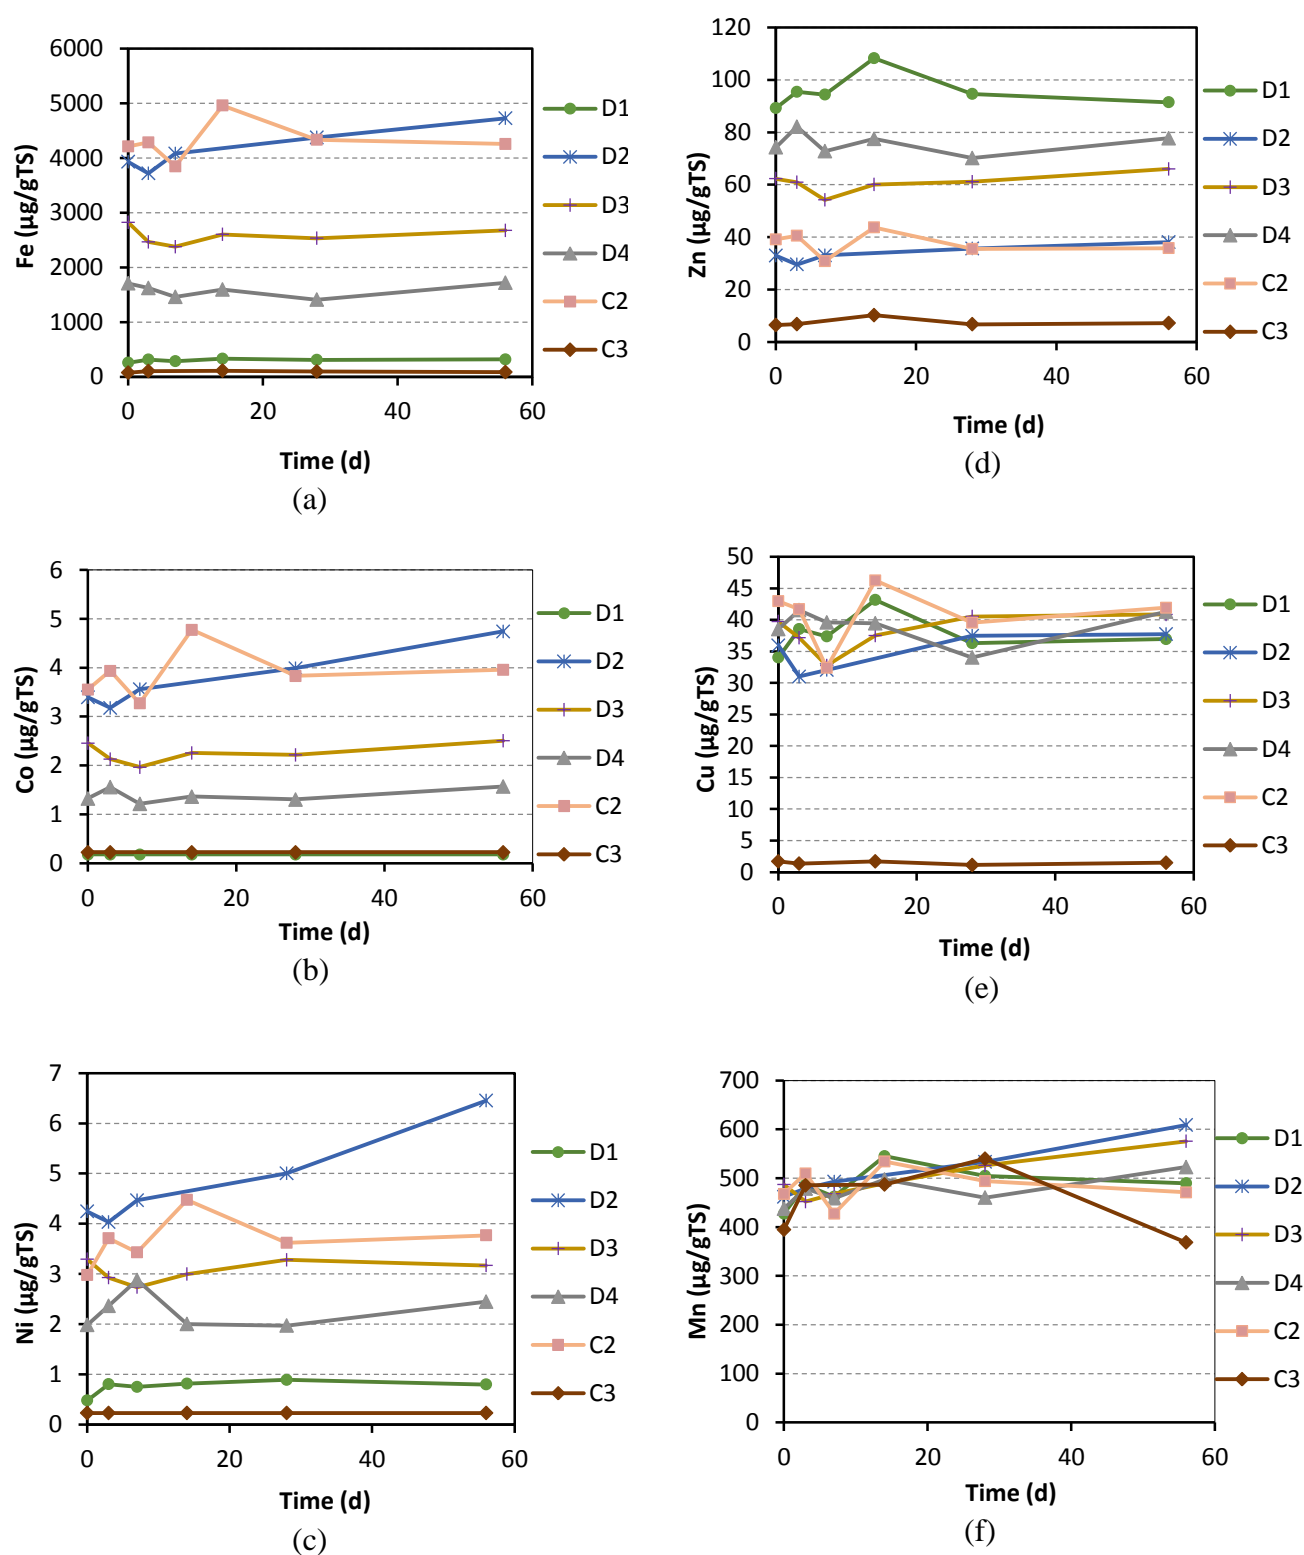 Fe (µg/gTS)
6000
5000
4000
3000
2000
1000
0
0 20 40 60
Time (d)
D1
D2
D3
D4
C2
C3
(a)
Zn (µg/gTS)
120
100
80
60
40
20
0
0 20 40 60
Time (d)
D1
D2
D3
D4
C2
C3
(d)
Co (µg/gTS)
6
5
4
3
2
1
0
0 20 40 60
Time (d)
D1
D2
D3
D4
C2
C3
(b)
Cu (µg/gTS)
50
45
40
35
30
25
20
15
10
5
0
0 20 40 60
Time (d)
D1
D2
D3
D4
C2
C3
(e)
Ni (µg/gTS)
7
6
5
4
3
2
1
0
0 20 40 60
Time (d)
D1
D2
D3
D4
C2
C3
(c)
Mn (µg/gTS)
700
600
500
400
300
200
100
0
0 20 40 60
Time (d)
D1
D2
D3
D4
C2
C3
(f)